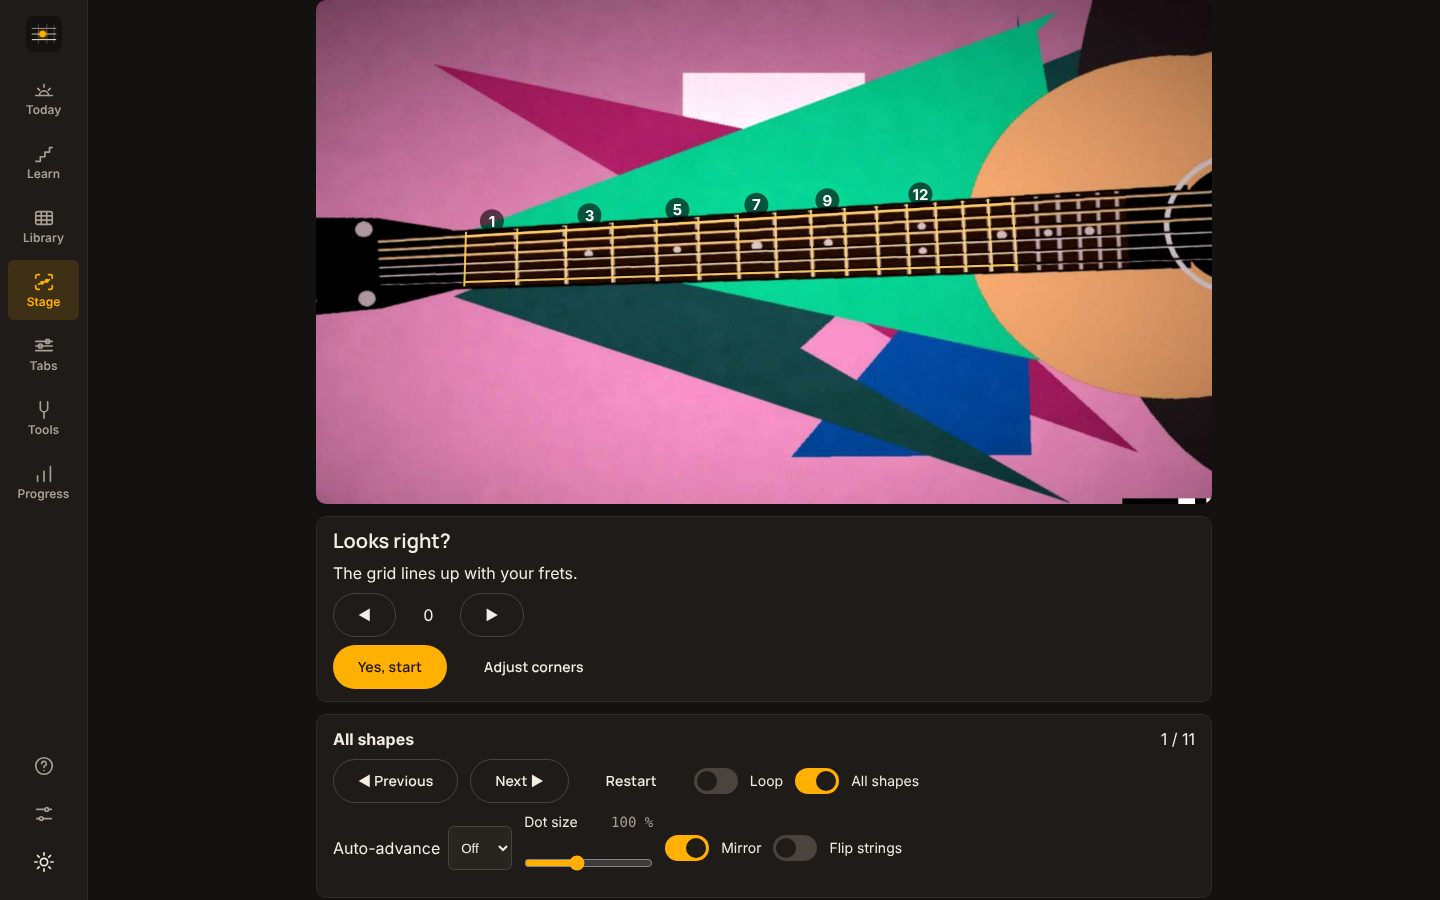 Today
Learn
Library
Stage
Tabs
Tools
Progress
1 3 5 7 9 12
Looks right?
The grid lines up with your frets.
◀ 0 ▶
Yes, start Adjust corners
All shapes 1 / 11
◀ Previous Next ▶ Restart Loop All shapes
Dot size 100 %
Auto-advance Off Mirror Flip strings